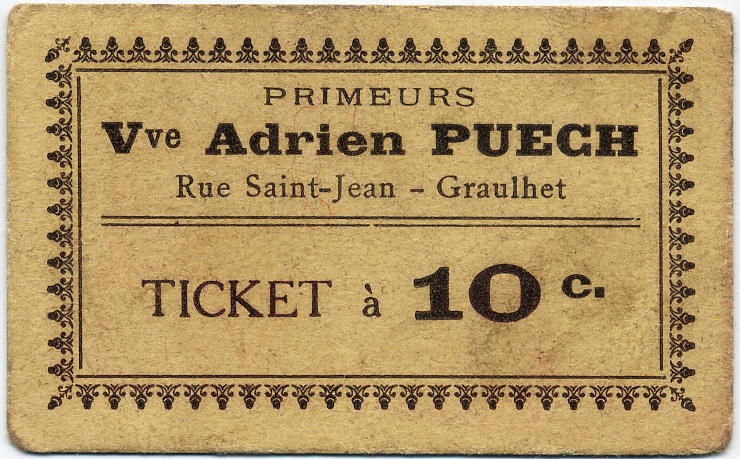 PRIMEURS
Vve Adrien PUECH
Rue Saint-Jean - Graulhet
TICKET à 10 c.